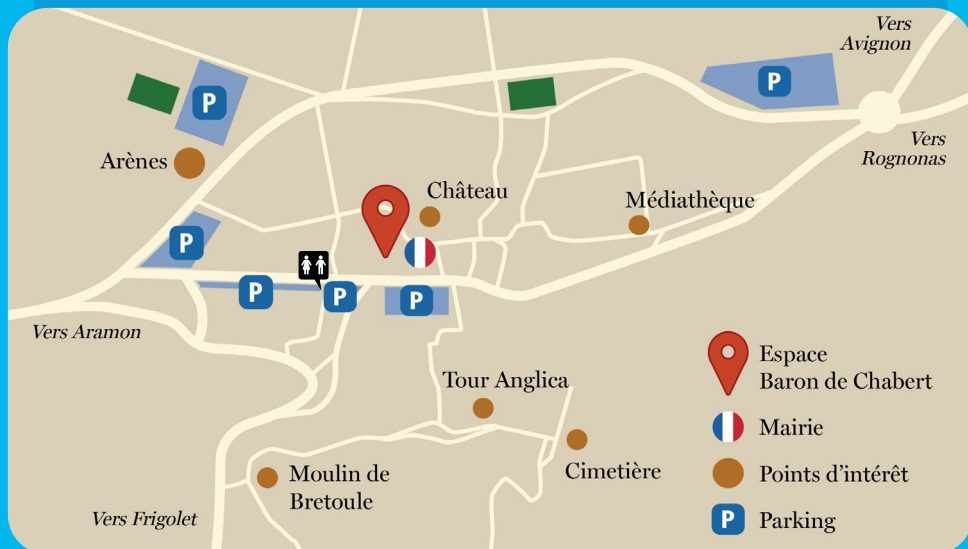 Vers
Avignon
P
P
Vers
Rognonas
Arènes
Château
Médiathèque
P
P
P
P
Vers Aramon
Tour Anglica
Cimetière
Moulin de
Bretoule
Vers Frigolet
Espace
Baron de Chabert
Mairie
Points d'intérêt
P Parking